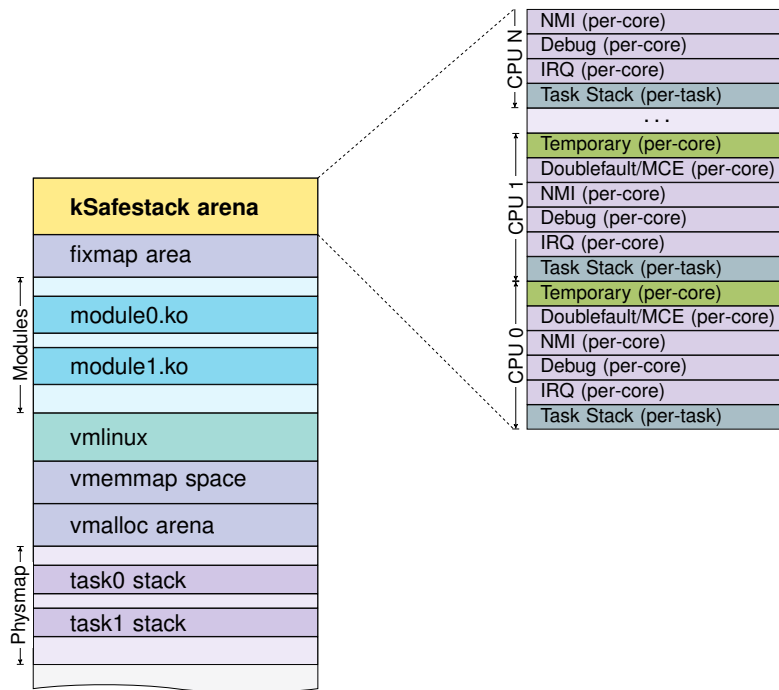 kSafestack arena
fixmap area
module0.ko
module1.ko
vmlinux
vmemmap space
vmalloc arena
task0 stack
task1 stack
Modules
Physmap
NMI (per-core)
Debug (per-core)
IRQ (per-core)
Task Stack (per-task)
. . .
Temporary (per-core)
Doublefault/MCE (per-core)
NMI (per-core)
Debug (per-core)
IRQ (per-core)
Task Stack (per-task)
Temporary (per-core)
Doublefault/MCE (per-core)
NMI (per-core)
Debug (per-core)
IRQ (per-core)
Task Stack (per-task)
CPU N
CPU 1
CPU 0